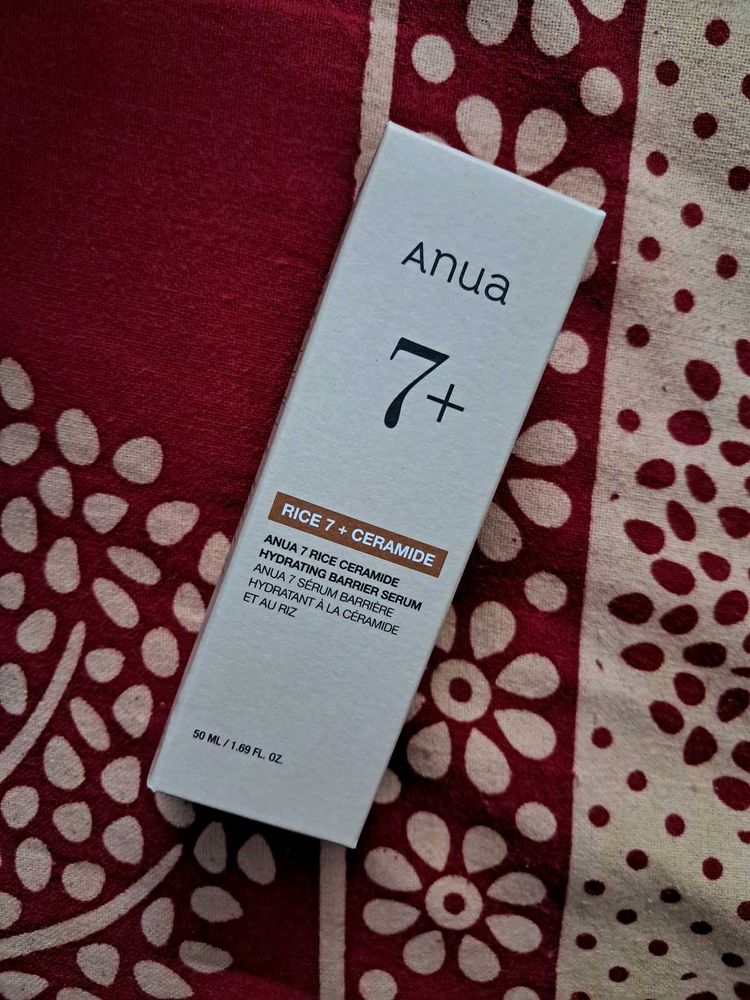 Anua
7+
RICE 7 + CERAMIDE
ANUA 7 RICE CERAMIDE
HYDRATING BARRIER SERUM
ANUA 7 SÉRUM BARRIÈRE
HYDRATANT À LA CÉRAMIDE
ET AU RIZ
50 ML / 1.69 FL. OZ.